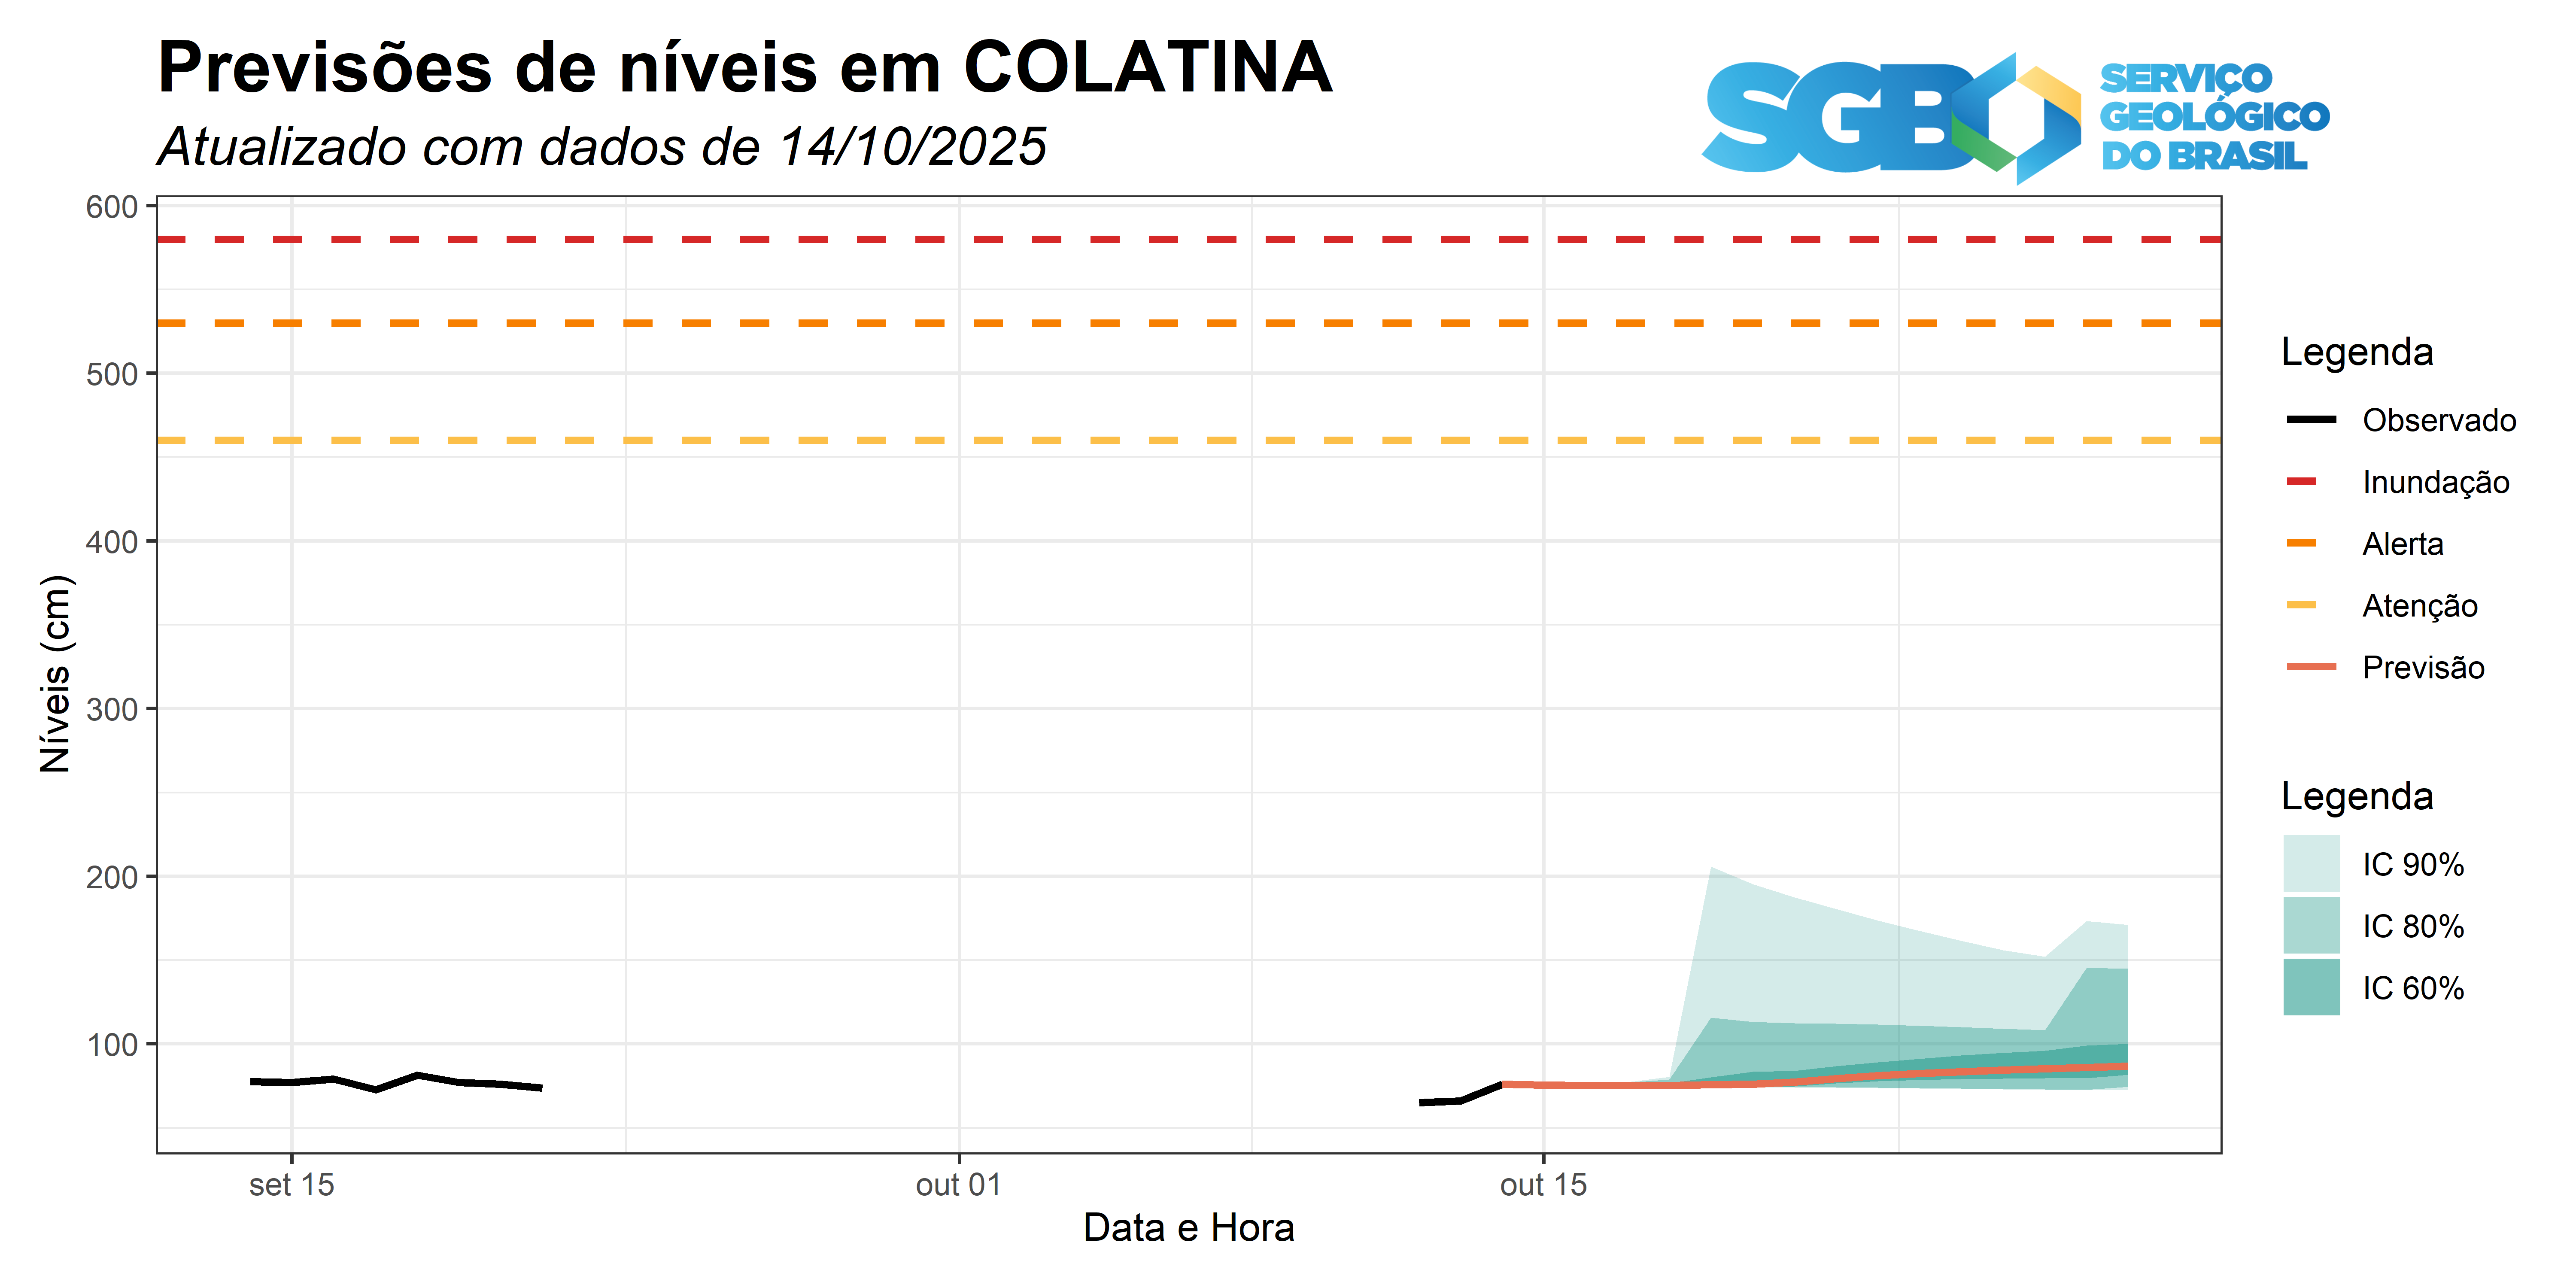 Previsões de níveis em COLATINA
Atualizado com dados de 14/10/2025
SGB
SERVIÇO
GEOLÓGICO
DO BRASIL
600
500
400
300
200
100
Níveis (cm)
set 15
out 01
out 15
Data e Hora
Legenda
Observado
Inundação
Alerta
Atenção
Previsão
Legenda
IC 90%
IC 80%
IC 60%